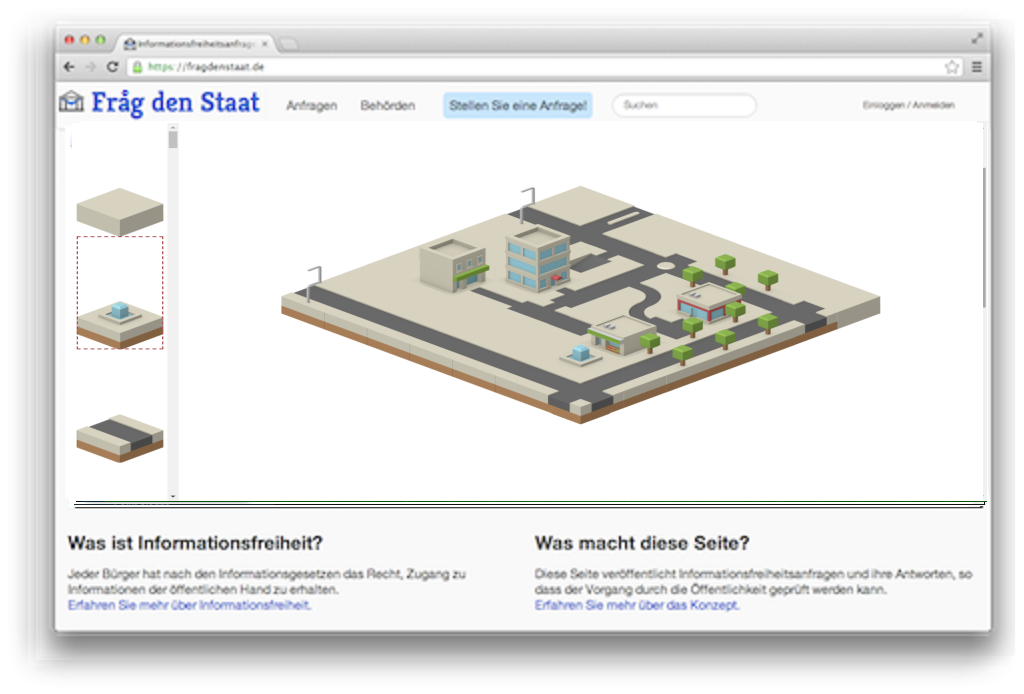 Informationsfreiheitsanfrag
https://fragdenstaat.de
Fråg den Staat
Anfragen
Behörden
Stellen Sie eine Anfrage!
Suchen
Einloggen / Anmelden
Was ist Informationsfreiheit?
Jeder Bürger hat nach den Informationsgesetzen das Recht, Zugang zu
Informationen der öffentlichen Hand zu erhalten.
Erfahren Sie mehr über Informationsfreiheit.
Was macht diese Seite?
Diese Seite veröffentlicht Informationsfreiheitsanfragen und ihre Antworten, so
dass der Vorgang durch die Öffentlichkeit geprüft werden kann.
Erfahren Sie mehr über das Konzept.